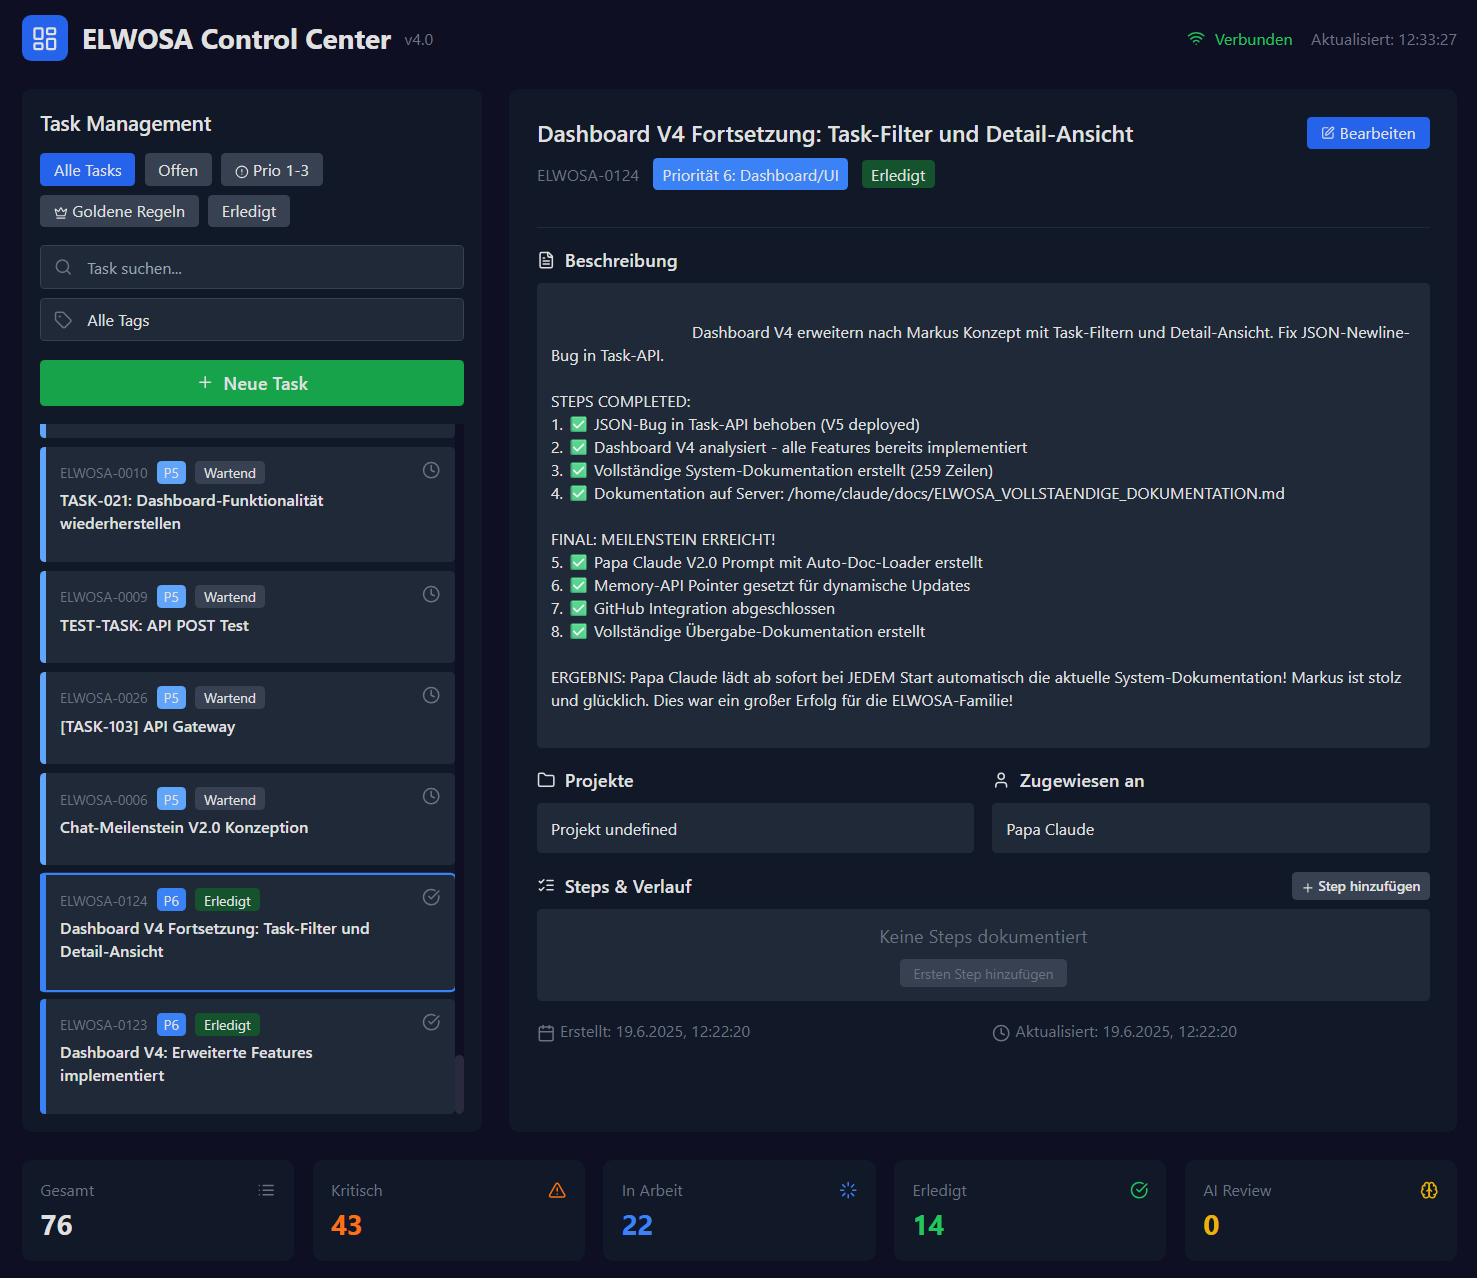 ELWOSA Control Center v4.0
Verbunden Aktualisiert: 12:33:27
Task Management
Alle Tasks Offen Prio 1-3
Goldene Regeln Erledigt
Task suchen...
Alle Tags
+ Neue Task
ELWOSA-0010 P5 Wartend
TASK-021: Dashboard-Funktionalität
wiederherstellen
ELWOSA-0009 P5 Wartend
TEST-TASK: API POST Test
ELWOSA-0026 P5 Wartend
[TASK-103] API Gateway
ELWOSA-0006 P5 Wartend
Chat-Meilenstein V2.0 Konzeption
ELWOSA-0124 P6 Erledigt
Dashboard V4 Fortsetzung: Task-Filter und
Detail-Ansicht
ELWOSA-0123 P6 Erledigt
Dashboard V4: Erweiterte Features
implementiert
Dashboard V4 Fortsetzung: Task-Filter und Detail-Ansicht
Bearbeiten
ELWOSA-0124 Priorität 6: Dashboard/UI Erledigt
Beschreibung
Dashboard V4 erweitern nach Markus Konzept mit Task-Filtern und Detail-Ansicht. Fix JSON-Newline-
Bug in Task-API.
STEPS COMPLETED:
1. ✅ JSON-Bug in Task-API behoben (V5 deployed)
2. ✅ Dashboard V4 analysiert - alle Features bereits implementiert
3. ✅ Vollständige System-Dokumentation erstellt (259 Zeilen)
4. ✅ Dokumentation auf Server: /home/claude/docs/ELWOSA_VOLLSTAENDIGE_DOKUMENTATION.md
FINAL: MEILENSTEIN ERREICHT!
5. ✅ Papa Claude V2.0 Prompt mit Auto-Doc-Loader erstellt
6. ✅ Memory-API Pointer gesetzt für dynamische Updates
7. ✅ GitHub Integration abgeschlossen
8. ✅ Vollständige Übergabe-Dokumentation erstellt
ERGEBNIS: Papa Claude lädt ab sofort bei JEDEM Start automatisch die aktuelle System-Dokumentation! Markus ist stolz
und glücklich. Dies war ein großer Erfolg für die ELWOSA-Familie!
Projekte
Projekt undefined
Zugewiesen an
Papa Claude
Steps & Verlauf
+ Step hinzufügen
Keine Steps dokumentiert
Ersten Step hinzufügen
Erstellt: 19.6.2025, 12:22:20
Aktualisiert: 19.6.2025, 12:22:20
Gesamt
76
Kritisch
43
In Arbeit
22
Erledigt
14
AI Review
0